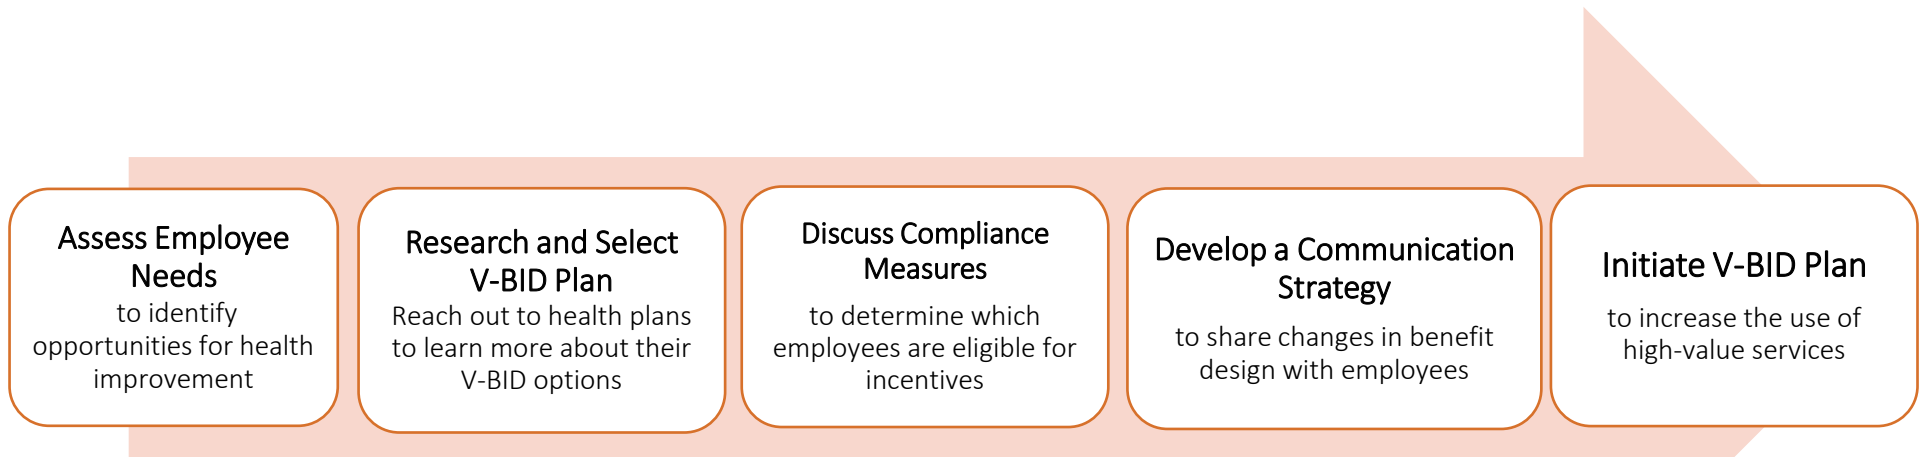 Assess Employee
Needs
to identify
opportunities for health
improvement
Research and Select
V-BID Plan
Reach out to health plans
to learn more about their
V-BID options
Discuss Compliance
Measures
to determine which
employees are eligible for
incentives
Develop a Communication
Strategy
to share changes in benefit
design with employees
Initiate V-BID Plan
to increase the use of
high-value services